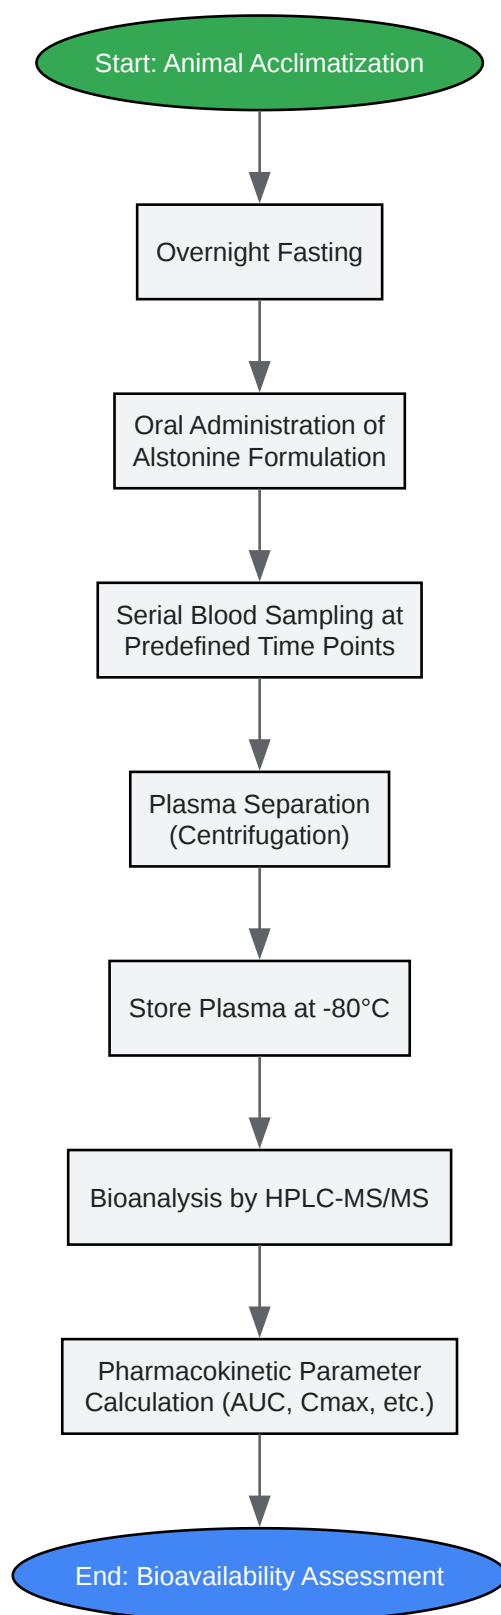 Start: Animal Acclimatization
Overnight Fasting
Oral Administration of
Alstonine Formulation
Serial Blood Sampling at
Predefined Time Points
Plasma Separation
(Centrifugation)
Store Plasma at -80°C
Bioanalysis by HPLC-MS/MS
Pharmacokinetic Parameter
Calculation (AUC, Cmax, etc.)
End: Bioavailability Assessment